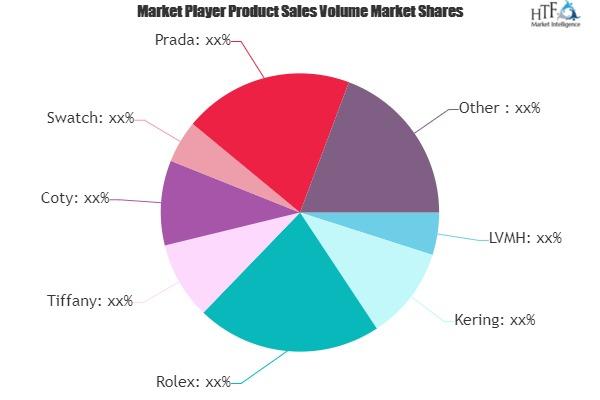 Market Player Product Sales Volume Market Shares
HTF
Market Intelligence
Prada: xx%
Other : xx%
Swatch: xx%
Coty: xx%
LVMH: xx%
Tiffany: xx%
Kering: xx%
Rolex: xx%